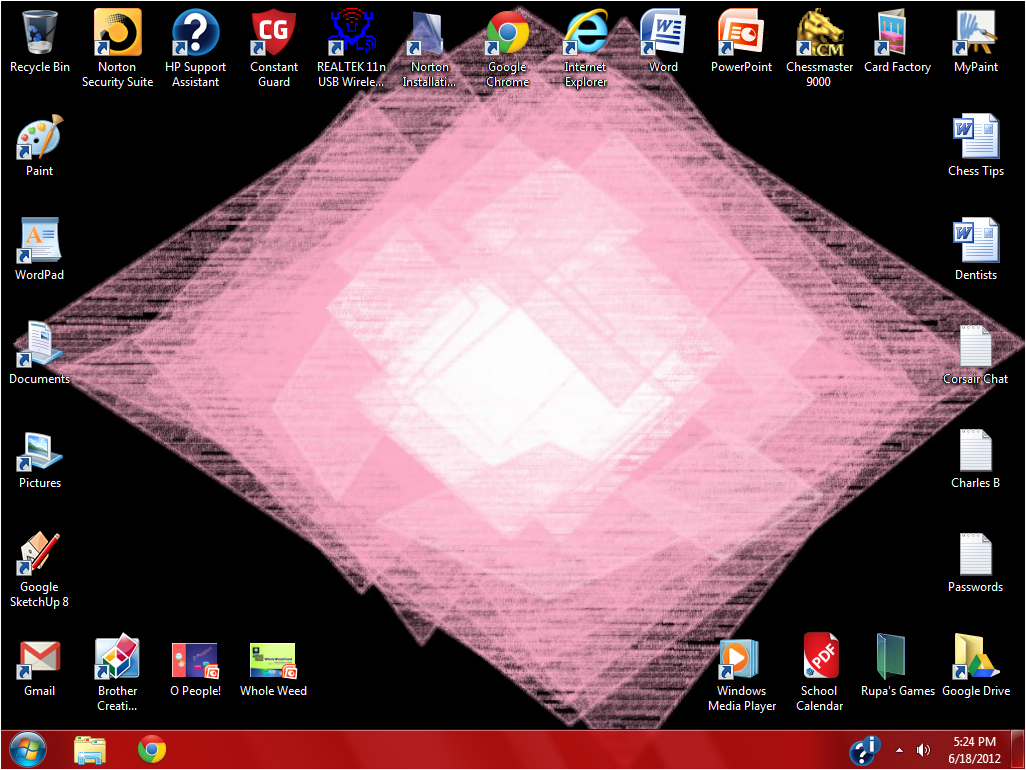 Recycle Bin
Norton
Security Suite
HP Support
Assistant
CG
Constant
Guard
REALTEK 11n
USB Wirele...
Norton
Installati...
Google
Chrome
Internet
Explorer
W
Word
PowerPoint
CM
Chessmaster
9000
Card Factory
MyPaint
Paint
W
Chess Tips
A
WordPad
W
Dentists
Documents
Corsair Chat
Pictures
Charles B
Google
SketchUp 8
Passwords
Gmail
Brother
Creati...
O People!
Whole Weed
Windows
Media Player
PDF
School
Calendar
Rupa's Games
Google Drive
5:24 PM
6/18/2012